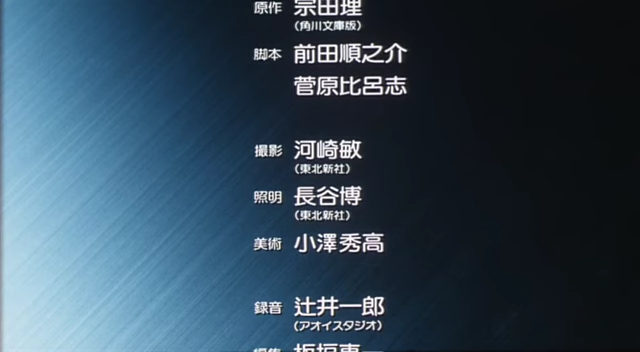 原作 宗田理
(角川文庫版)
脚本 前田順之介
菅原比呂志
撮影 河崎敏
(東北新社)
照明 長谷博
(東北新社)
美術 小澤秀高
録音 辻井一郎
(アオイスタジオ)